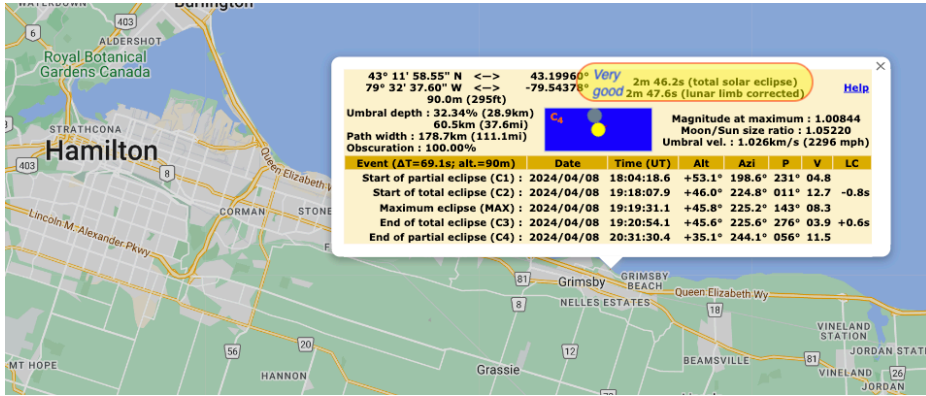 WATERDOWN
Burlington
403
6
ALDERSHOT
Royal Botanical
Gardens Canada
STRATHCONA
Hamilton
403
8
Queen Elizabeth W
Lincoln M. Alexander Pkwy
CORMAN
STONE
56
20
MT HOPE
HANNON
43° 11' 58.55" N <—> 43.19960°
79° 32' 37.60" W <—> -79.54378°
90.0m (295ft)
Very
good
2m 46.2s (total solar eclipse)
2m 47.6s (lunar limb corrected)
Help
Umbral depth : 32.34% (28.9km)
60.5km (37.6mi)
Path width : 178.7km (111.1mi)
Obscuration : 100.00%
C4
Magnitude at maximum : 1.00844
Moon/Sun size ratio : 1.05220
Umbral vel. : 1.026km/s (2296 mph)
Event (ΔT=69.1s; alt.=90m) Date Time (UT) Alt Azi P V LC
Start of partial eclipse (C1) : 2024/04/08 18:04:18.6 +53.1° 198.6° 231° 04.8
Start of total eclipse (C2) : 2024/04/08 19:18:07.9 +46.0° 224.8° 011° 12.7 -0.8s
Maximum eclipse (MAX) : 2024/04/08 19:19:31.1 +45.8° 225.2° 143° 08.3
End of total eclipse (C3) : 2024/04/08 19:20:54.1 +45.6° 225.6° 276° 03.9 +0.6s
End of partial eclipse (C4) : 2024/04/08 20:31:30.4 +35.1° 244.1° 056° 11.5
81
Grimsby
GRIMSBY
BEACH
Queen Elizabeth Wy
8
NELLES ESTATES
18
VINELAND
STATION
12
BEAMSVILLE
81
JORDAN STATI
Grassie
VINELAND
26
JORDAN
20